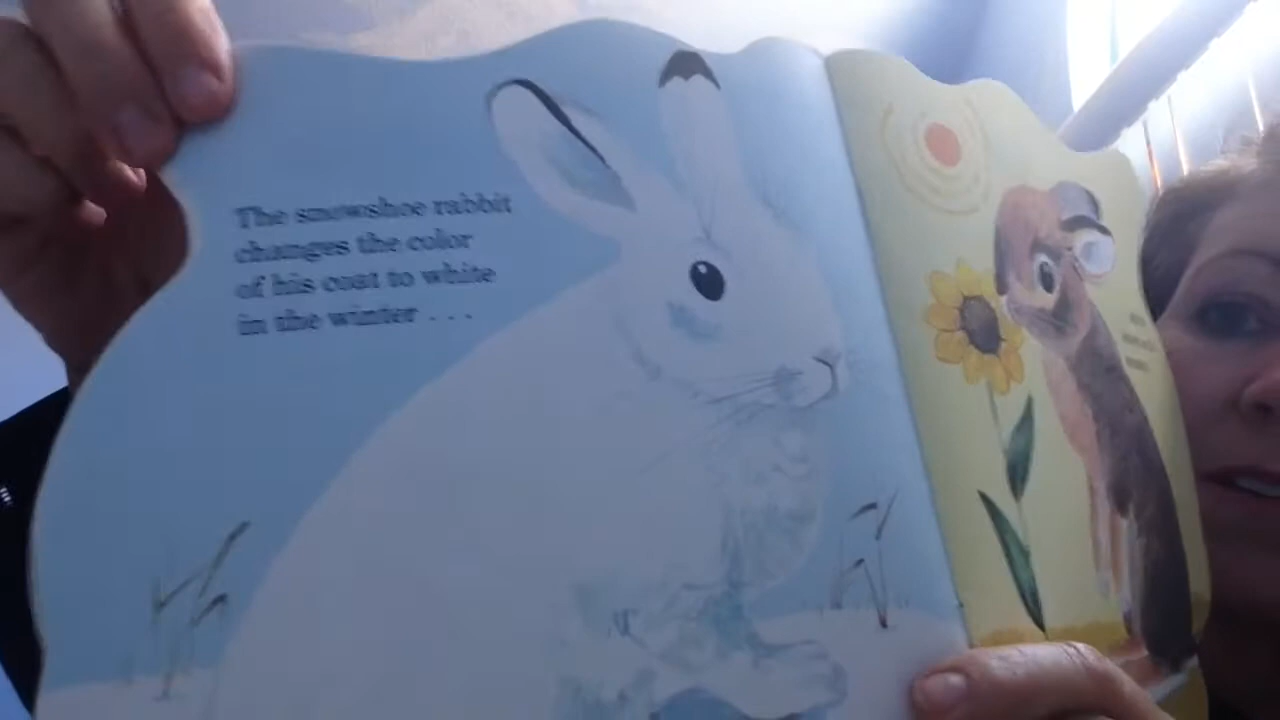 The snowshoe rabbit
changes the color
of his coat to white
in the winter . . .